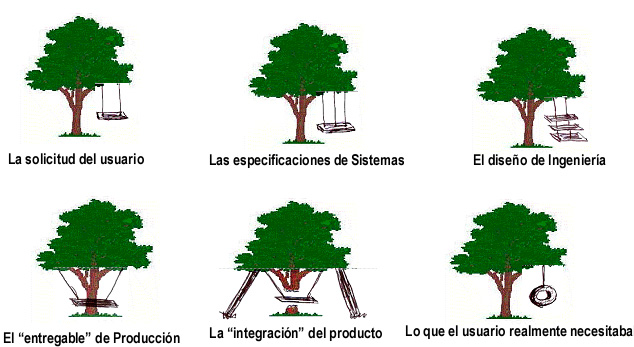 La solicitud del usuario
Las especificaciones de Sistemas
El diseño de Ingeniería
El “entregable” de Producción
La “integración” del producto
Lo que el usuario realmente necesitaba